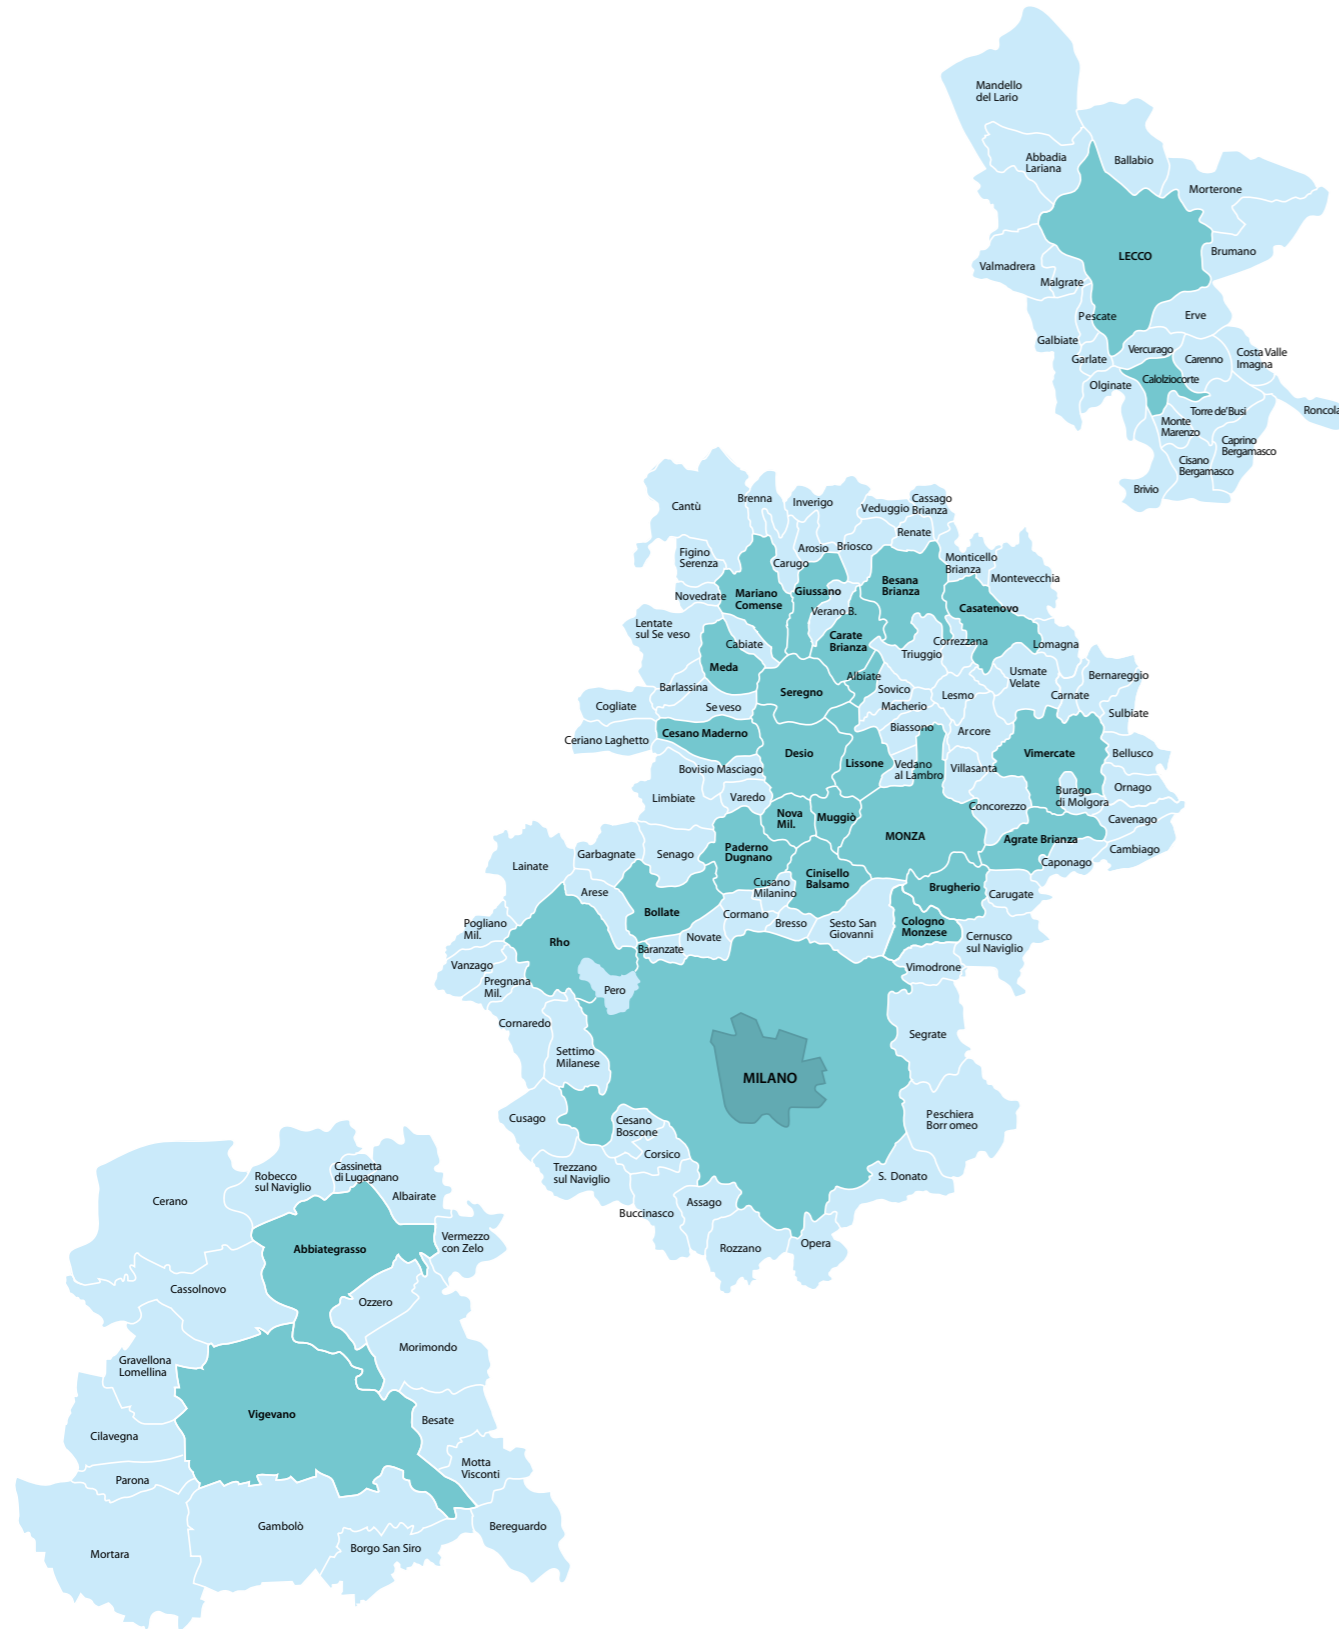 Mandello
del Lario
Abbadia
Lariana
Ballabio
Morterone
Brumano
LECCO
Valmadrera
Malgrate
Pescate
Erve
Galbiate
Garlate
Vercurago
Carenno
Costa Valle
Imagna
Olginate
Calolziocorte
Torre de'Busi
Roncola
Monte
Marenzo
Caprino
Bergamasco
Cisano
Bergamasco
Brivio
Cantù
Brenna
Inverigo
Veduggio
Cassago
Brianza
Renate
Figino
Serenza
Carugo
Arosio
Briosco
Monticello
Brianza
Montevecchia
Novedrate
Mariano
Comense
Giussano
Besana
Brianza
Casatenovo
Verano B.
Lentate
sul Se veso
Cabiate
Carate
Brianza
Triuggio
Correzzana
Lomagna
Meda
Albiate
Usmate
Velate
Bernareggio
Barlassina
Seregno
Sovico
Lesmo
Carnate
Cogliate
Se veso
Macherio
Sulbiate
Ceriano Laghetto
Cesano Maderno
Desio
Biassono
Arcore
Vimercate
Bellusco
Lissone
Vedano
al Lambro
Villasanta
Bovisio Masciago
Limbiate
Varedo
Burago
di Molgora
Ornago
Concorezzo
Nova
Mil.
Muggiò
MONZA
Cavenago
Agrate Brianza
Cambiago
Caponago
Lainate
Garbagnate
Senago
Paderno
Dugnano
Cinisello
Balsamo
Cusano
Milanino
Brugherio
Carugate
Arese
Bollate
Cormano
Bresso
Sesto San
Giovanni
Cologno
Monzese
Cernusco
sul Naviglio
Pogliano
Mil.
Rho
Baranzate
Novate
Vimodrone
Vanzago
Pregnana
Mil.
Pero
Cornaredo
Settimo
Milanese
Segrate
MILANO
Cusago
Cesano
Boscone
Corsico
Peschiera
Borr omeo
Trezzano
sul Naviglio
S. Donato
Buccinasco
Assago
Rozzano
Opera
Cerano
Robecco
sul Naviglio
Cassinetta
di Lugagnano
Albairate
Abbiategrasso
Vermezzo
con Zelo
Cassolnovo
Ozzero
Morimondo
Gravellona
Lomellina
Vigevano
Besate
Cilavegna
Motta
Visconti
Parona
Gambolò
Bereguardo
Mortara
Borgo San Siro